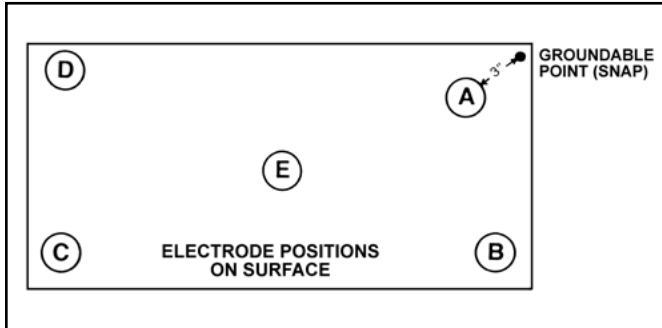 D
GROUNDABLE
POINT (SNAP)
3"
A
E
C
ELECTRODE POSITIONS
ON SURFACE
B